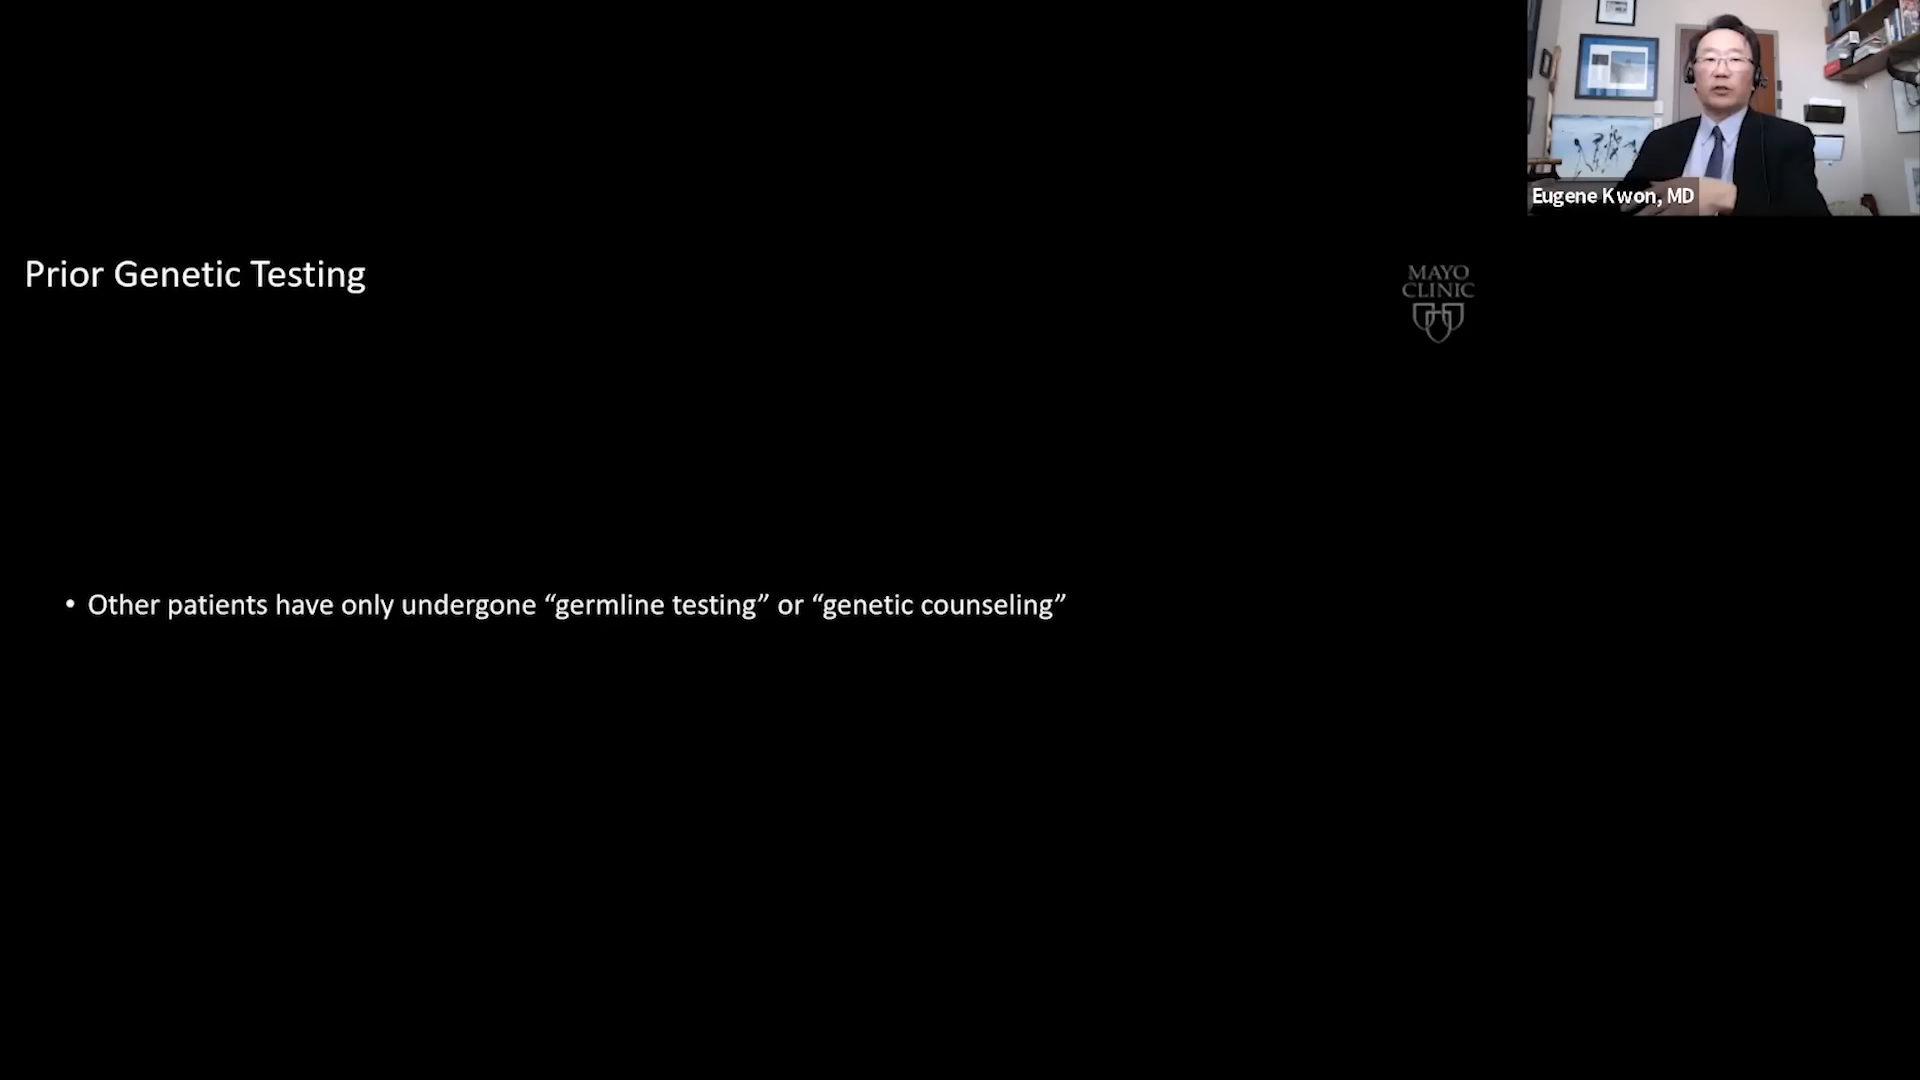 Eugene Kwon, MD
Prior Genetic Testing
MAYO
CLINIC
• Other patients have only undergone “germline testing” or “genetic counseling”